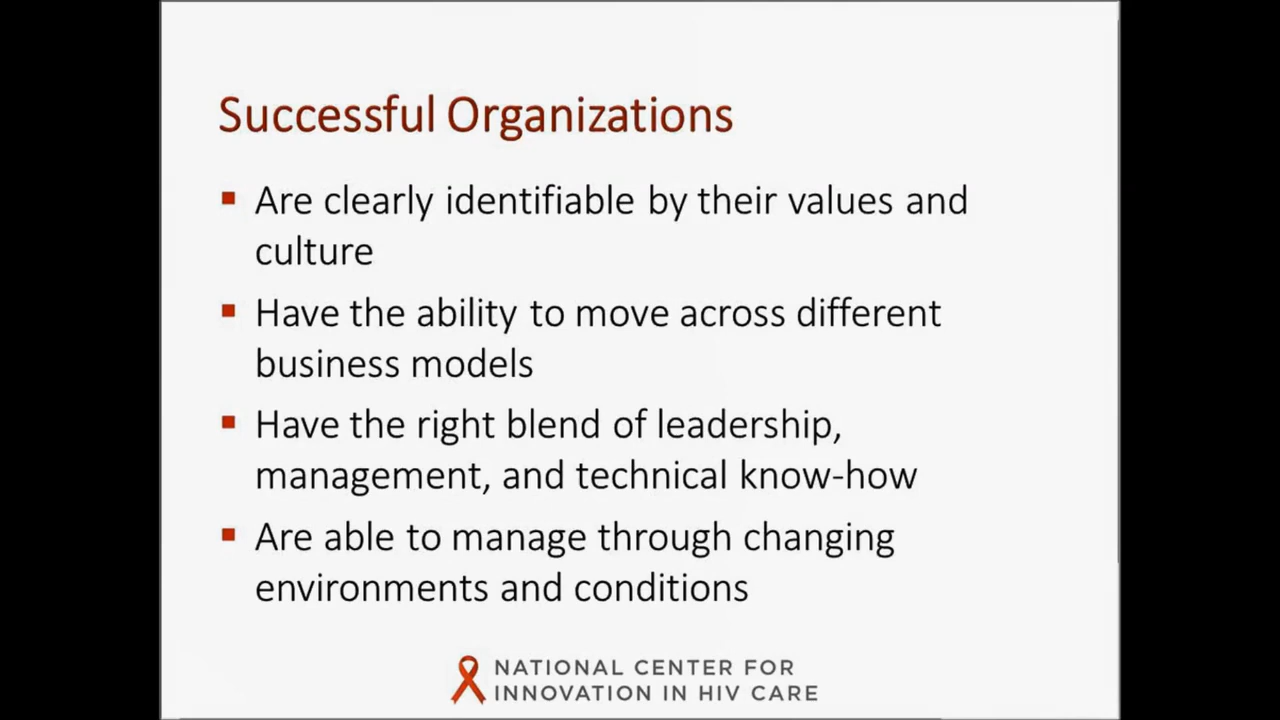 Successful Organizations
▪ Are clearly identifiable by their values and
culture
▪ Have the ability to move across different
business models
▪ Have the right blend of leadership,
management, and technical know-how
▪ Are able to manage through changing
environments and conditions
NATIONAL CENTER FOR
INNOVATION IN HIV CARE